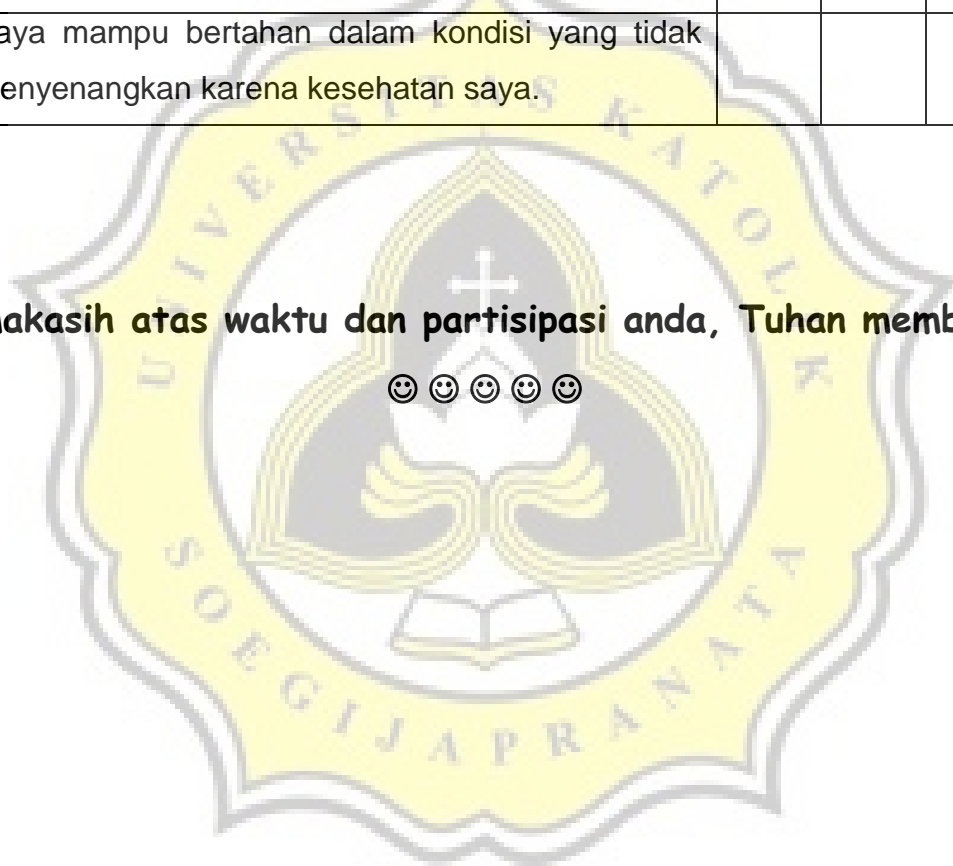 aya mampu bertahan dalam kondisi yang tidak
enyenangkan karena kesehatan saya.
UNIVERSITAS KATOLIK
akasih atas waktu dan partisipasi anda, Tuhan memb
☺☺☺☺☺
SOEGIJAPRANATA